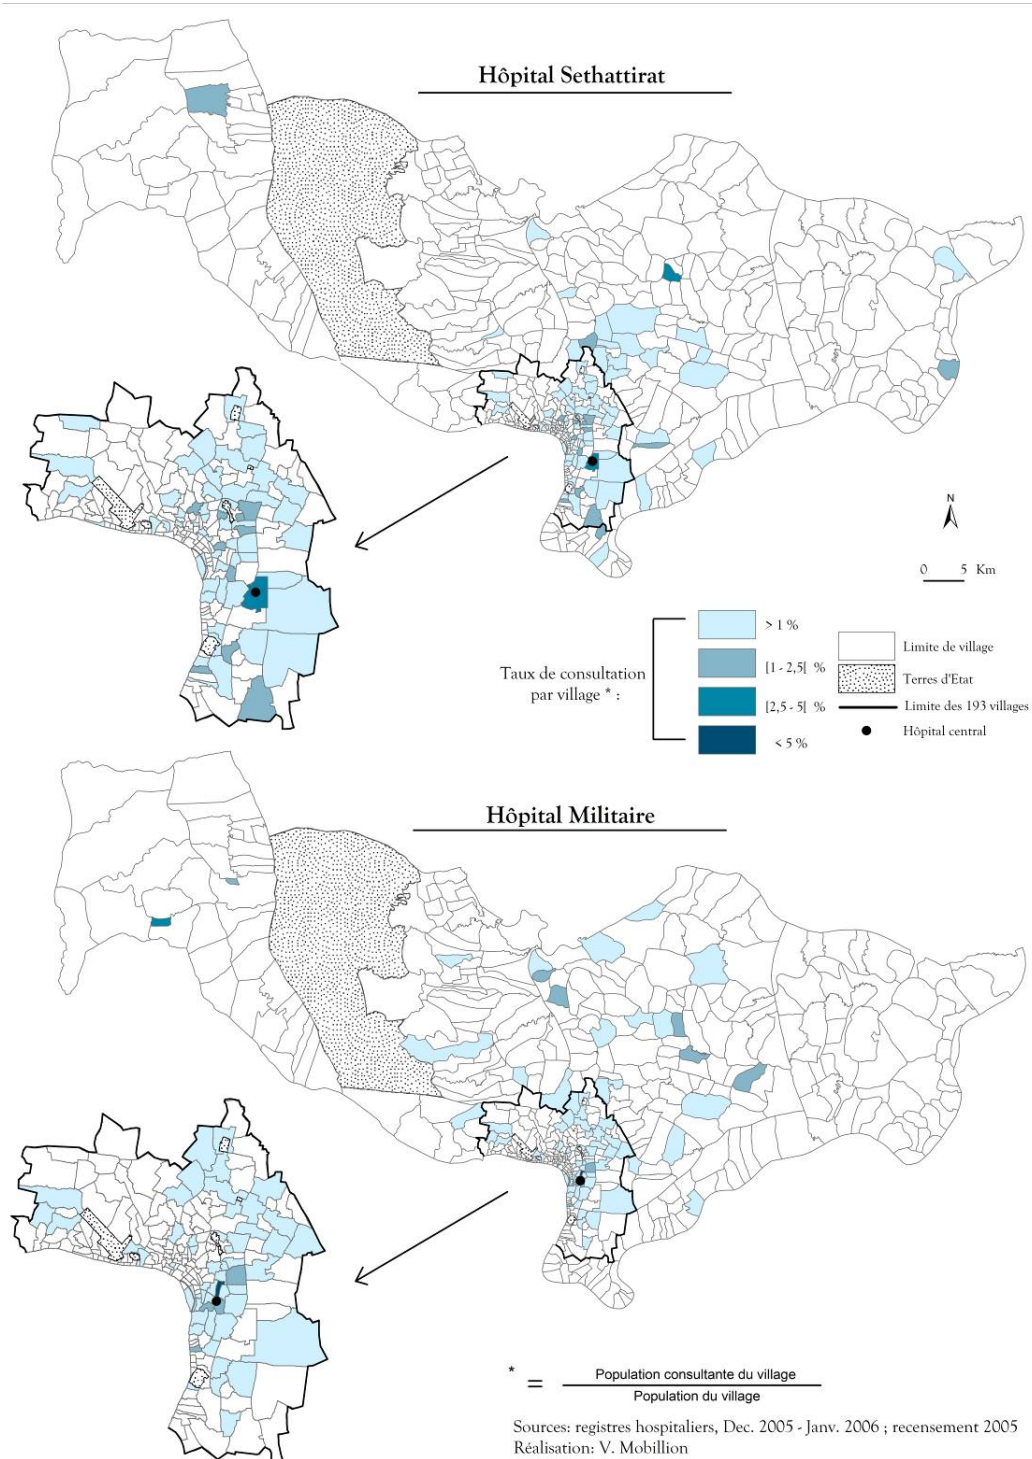 Hôpital Sethattirat
N
0 5 Km
Taux de consultation
par village * :
> 1 %
[1 - 2,5[ %
[2,5 - 5[ %
< 5 %
Limite de village
Terres d'Etat
Limite des 193 villages
Hôpital central
Hôpital Militaire
* = Population consultante du village
Population du village
Sources: registres hospitaliers, Dec. 2005 - Janv. 2006 ; recensement 2005
Réalisation: V. Mobillion